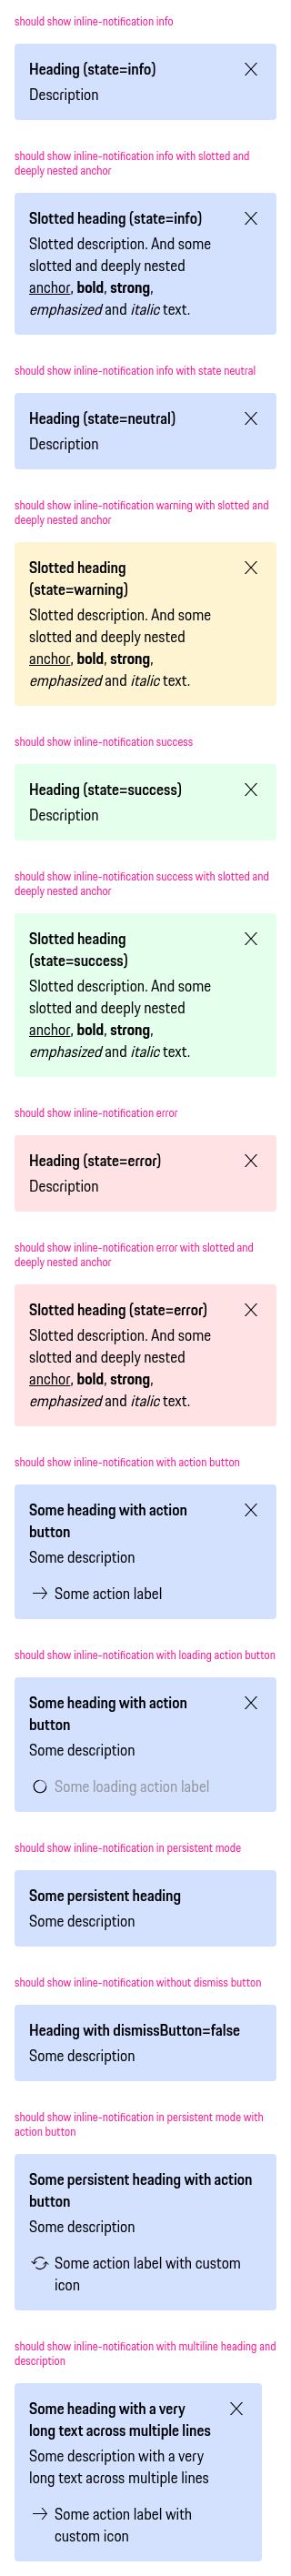 should show inline-notification info
Heading (state=info)
Description
should show inline-notification info with slotted and
deeply nested anchor
Slotted heading (state=info)
Slotted description. And some
slotted and deeply nested
anchor, bold, strong,
emphasized and italic text.
should show inline-notification info with state neutral
Heading (state=neutral)
Description
should show inline-notification warning with slotted and
deeply nested anchor
Slotted heading
(state=warning)
Slotted description. And some
slotted and deeply nested
anchor, bold, strong,
emphasized and italic text.
should show inline-notification success
Heading (state=success)
Description
should show inline-notification success with slotted and
deeply nested anchor
Slotted heading
(state=success)
Slotted description. And some
slotted and deeply nested
anchor, bold, strong,
emphasized and italic text.
should show inline-notification error
Heading (state=error)
Description
should show inline-notification error with slotted and
deeply nested anchor
Slotted heading (state=error)
Slotted description. And some
slotted and deeply nested
anchor, bold, strong,
emphasized and italic text.
should show inline-notification with action button
Some heading with action
button
Some description
Some action label
should show inline-notification with loading action button
Some heading with action
button
Some description
Some loading action label
should show inline-notification in persistent mode
Some persistent heading
Some description
should show inline-notification without dismiss button
Heading with dismissButton=false
Some description
should show inline-notification in persistent mode with
action button
Some persistent heading with action
button
Some description
Some action label with custom
icon
should show inline-notification with multiline heading and
description
Some heading with a very
long text across multiple lines
Some description with a very
long text across multiple lines
Some action label with
custom icon